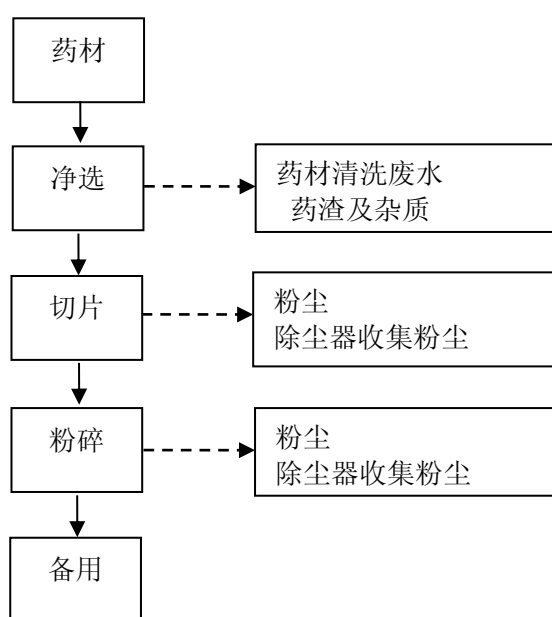 药材
净选
药材清洗废水
药渣及杂质
切片
粉尘
除尘器收集粉尘
粉碎
粉尘
除尘器收集粉尘
备用